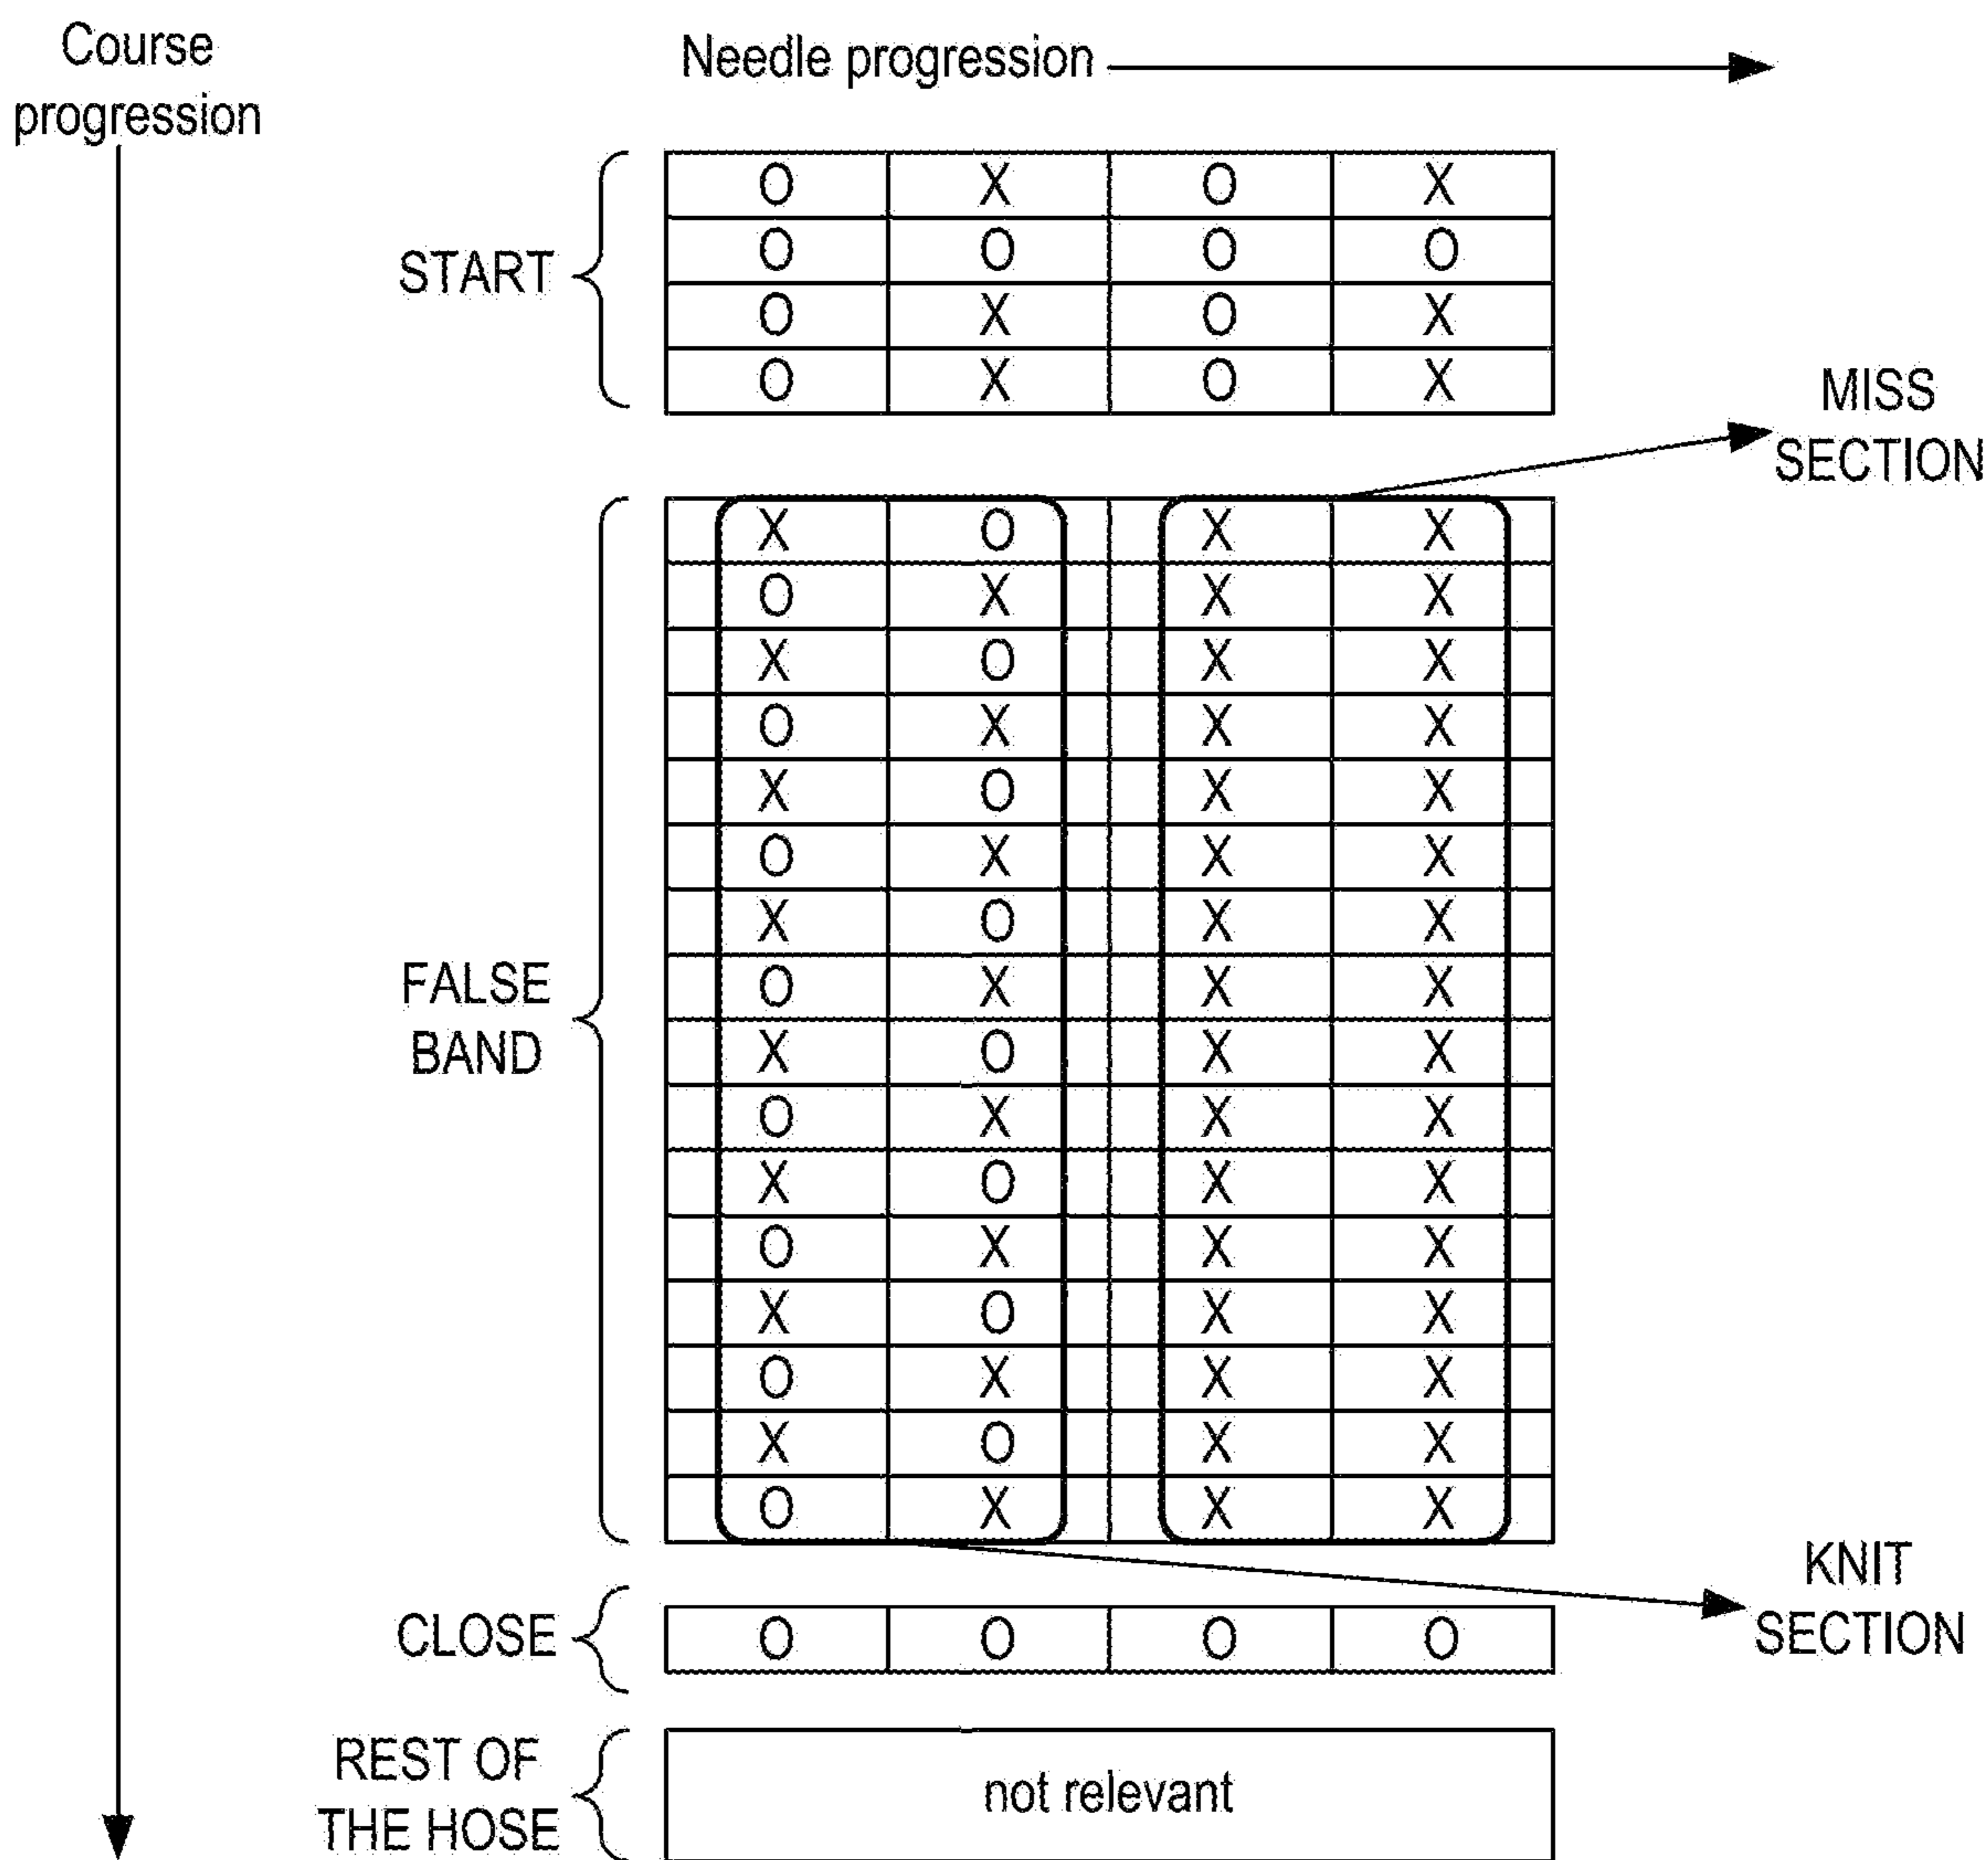 Course
progression
Needle progression
START
O X O X
O O O O
O X O X
O X O X
MISS
SECTION
FALSE
BAND
X O X X
O X X X
X O X X
O X X X
X O X X
O X X X
X O X X
O X X X
X O X X
O X X X
X O X X
O X X X
X O X X
O X X X
X O X X
O X X X
KNIT
SECTION
CLOSE
O O O O
REST OF
THE HOSE
not relevant